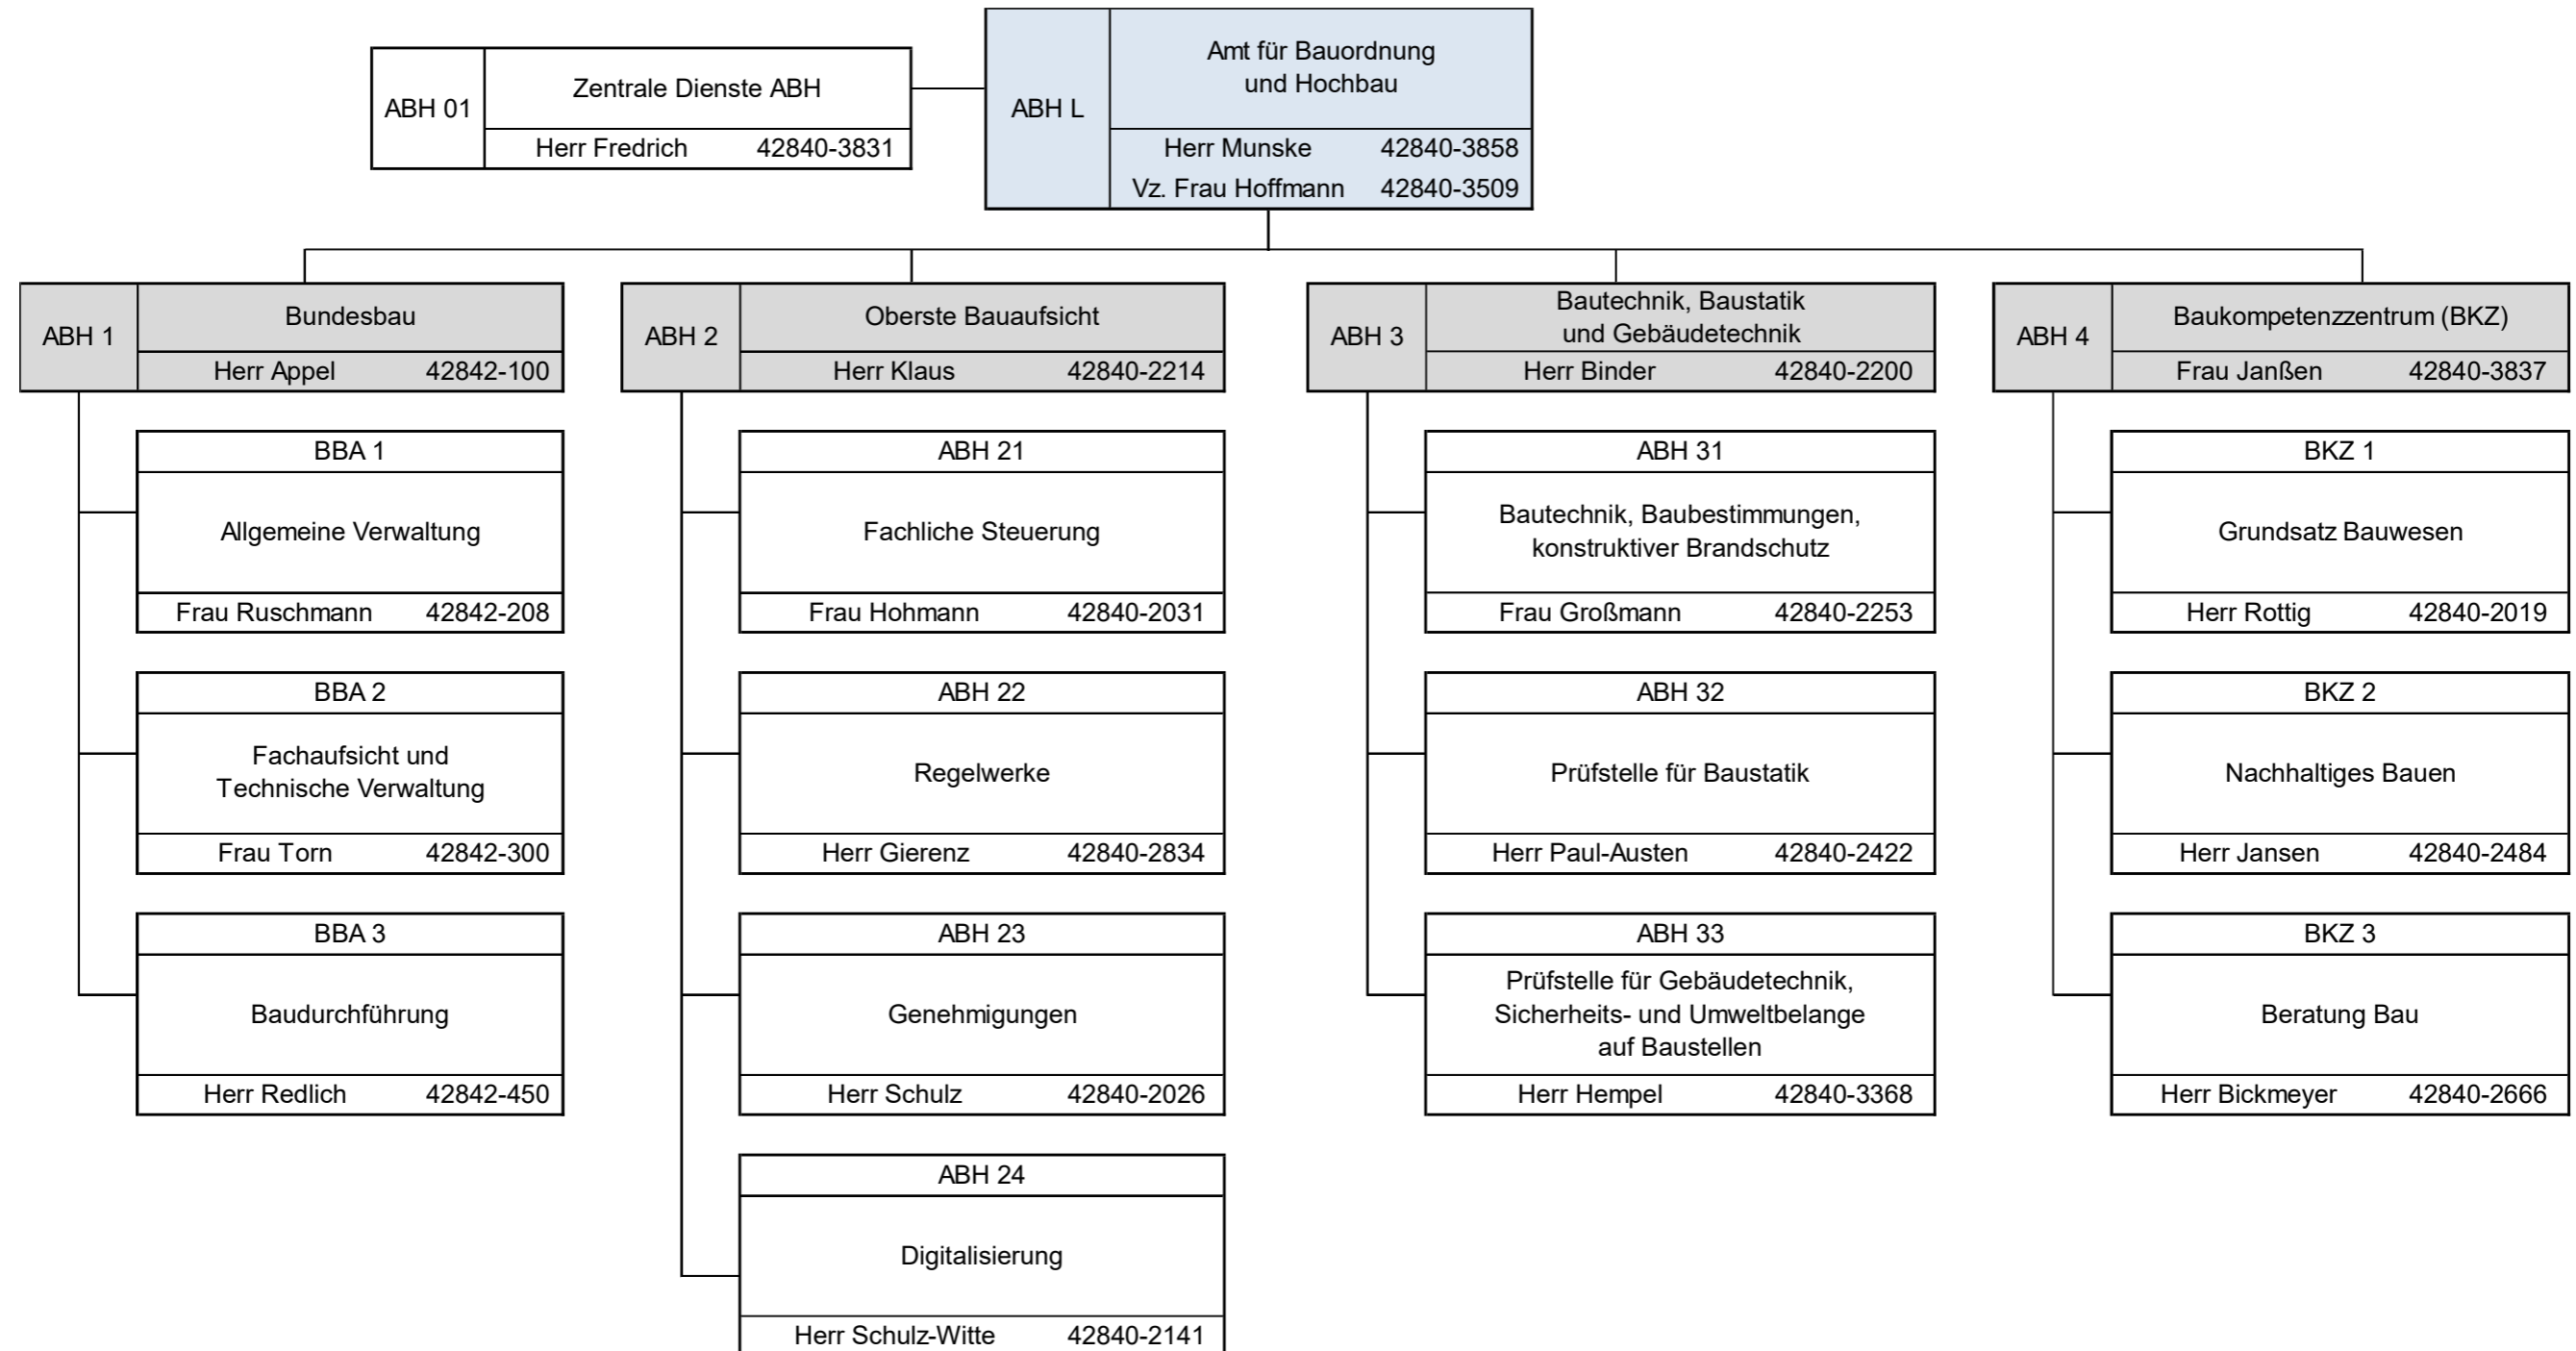 Amt für Bauordnung
und Hochbau
ABH L
Herr Munske 42840-3858
Vz. Frau Hoffmann 42840-3509
Zentrale Dienste ABH
ABH 01
Herr Fredrich 42840-3831
Bundesbau
ABH 1
Herr Appel 42842-100
BBA 1
Allgemeine Verwaltung
Frau Ruschmann 42842-208
BBA 2
Fachaufsicht und
Technische Verwaltung
Frau Torn 42842-300
BBA 3
Baudurchführung
Herr Redlich 42842-450
Oberste Bauaufsicht
ABH 2
Herr Klaus 42840-2214
ABH 21
Fachliche Steuerung
Frau Hohmann 42840-2031
ABH 22
Regelwerke
Herr Gierenz 42840-2834
ABH 23
Genehmigungen
Herr Schulz 42840-2026
ABH 24
Digitalisierung
Herr Schulz-Witte 42840-2141
Bautechnik, Baustatik
und Gebäudetechnik
ABH 3
Herr Binder 42840-2200
ABH 31
Bautechnik, Baubestimmungen,
konstruktiver Brandschutz
Frau Großmann 42840-2253
ABH 32
Prüfstelle für Baustatik
Herr Paul-Austen 42840-2422
ABH 33
Prüfstelle für Gebäudetechnik,
Sicherheits- und Umweltbelange
auf Baustellen
Herr Hempel 42840-3368
Baukompetenzzentrum (BKZ)
ABH 4
Frau Janßen 42840-3837
BKZ 1
Grundsatz Bauwesen
Herr Rottig 42840-2019
BKZ 2
Nachhaltiges Bauen
Herr Jansen 42840-2484
BKZ 3
Beratung Bau
Herr Bickmeyer 42840-2666